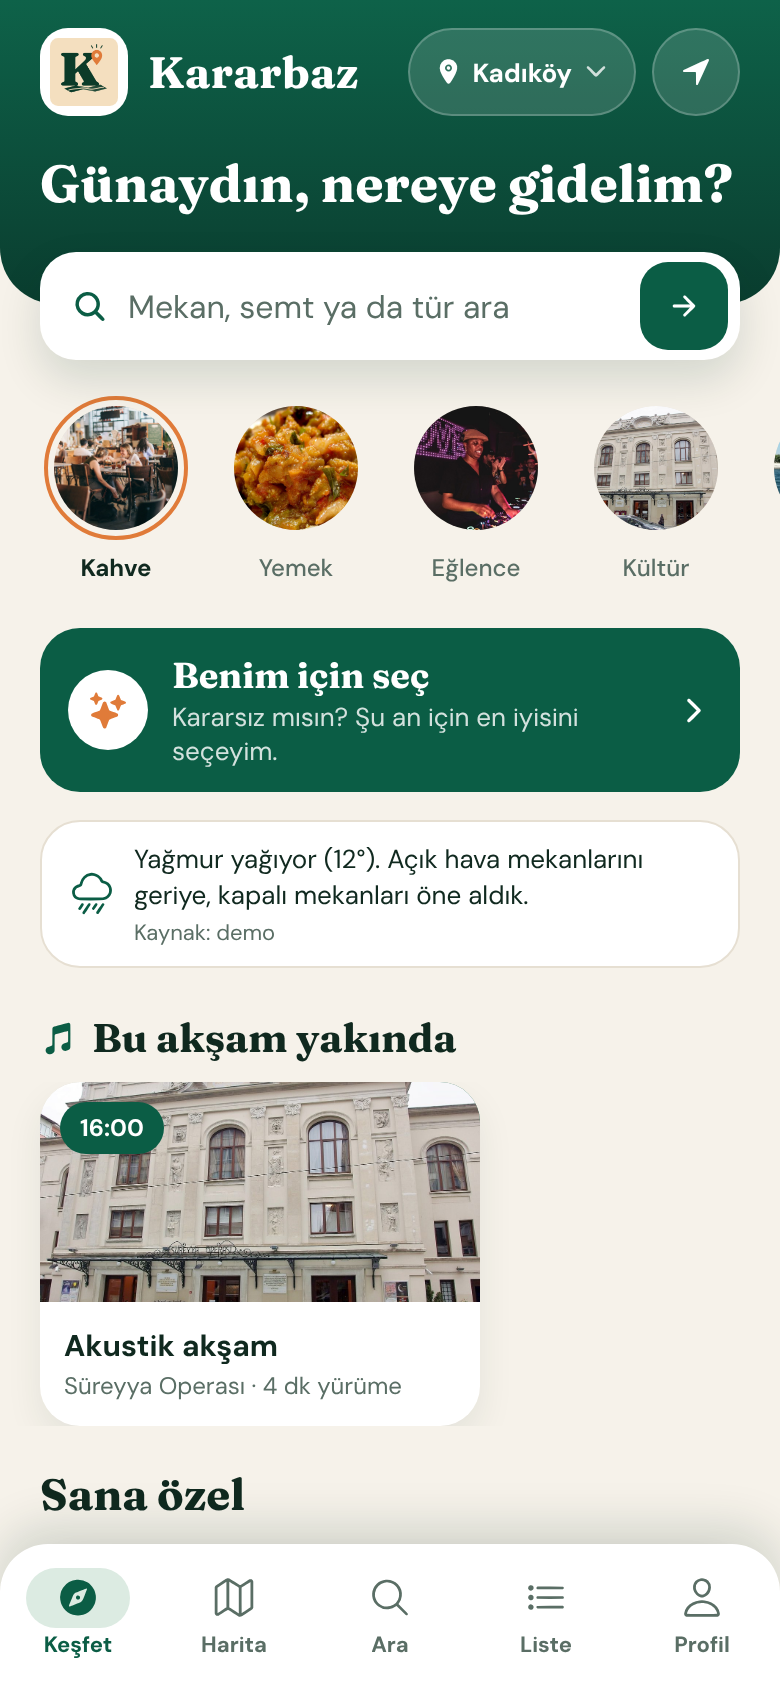 K
Kararbaz
Kadıköy
Günaydın, nereye gidelim?
Mekan, semt ya da tür ara
Kahve
Yemek
Eğlence
Kültür
Benim için seç
Kararsız mısın? Şu an için en iyisini
seçeyim.
Yağmur yağıyor (12°). Açık hava mekanlarını
geriye, kapalı mekanları öne aldık.
Kaynak: demo
Bu akşam yakında
16:00
Akustik akşam
Süreyya Operası · 4 dk yürüme
Sana özel
Keşfet
Harita
Ara
Liste
Profil